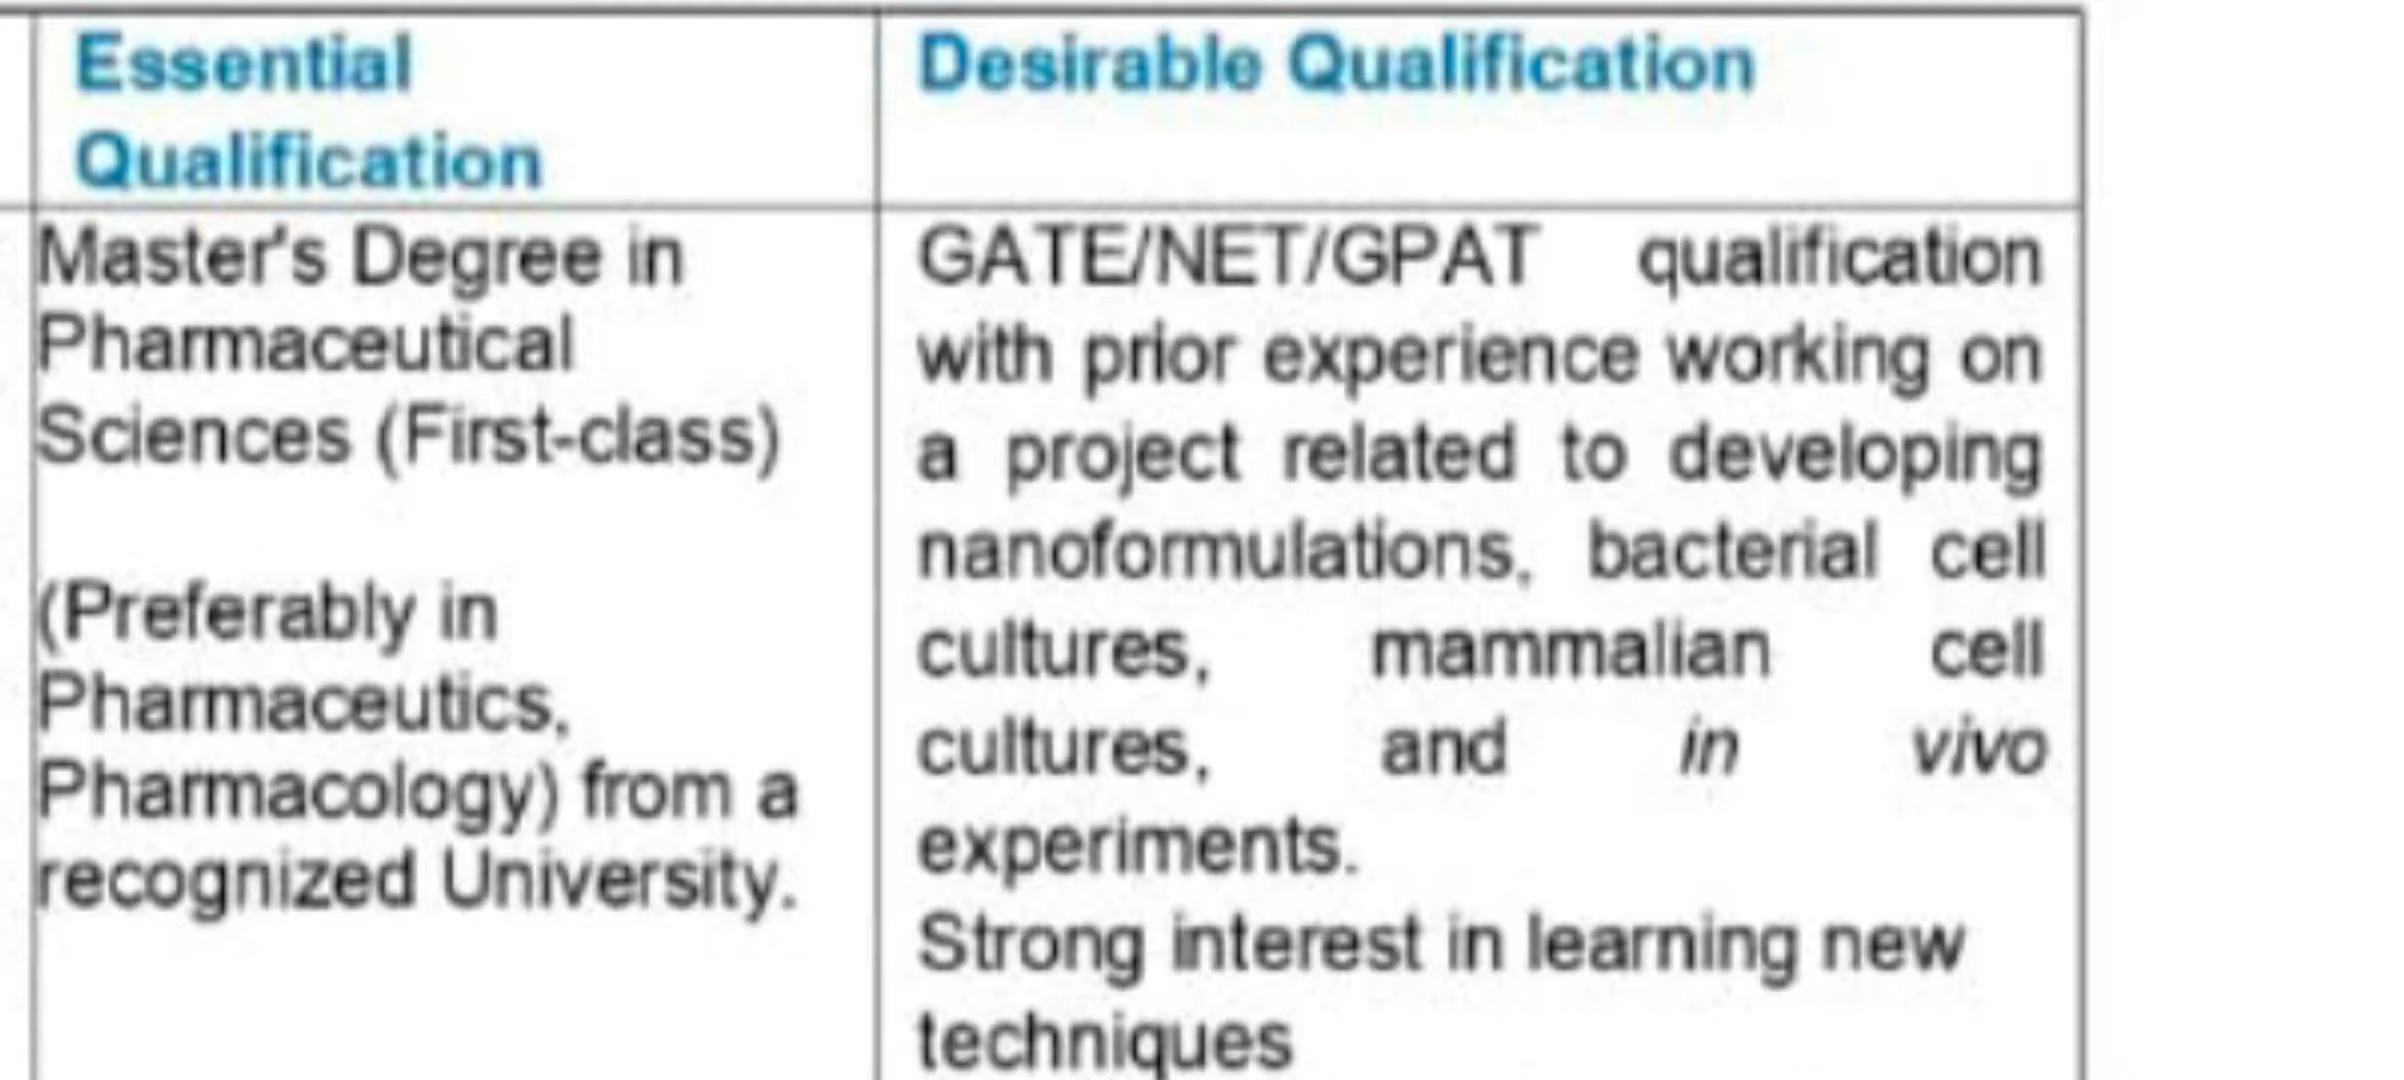 Essential
Qualification
Desirable Qualification
Master's Degree in
Pharmaceutical
Sciences (First-class)
(Preferably in
Pharmaceutics,
Pharmacology) from a
recognized University.
GATE/NET/GPAT qualification
with prior experience working on
a project related to developing
nanoformulations, bacterial cell
cultures, mammalian cell
cultures, and in vivo
experiments.
Strong interest in learning new
techniques